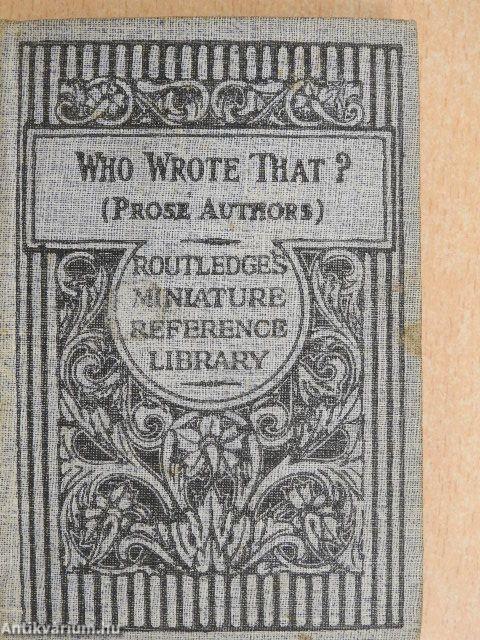 WHO WROTE THAT?
(PROSE AUTHORS)
ROUTLEDGE'S
MINIATURE
REFERENCE
LIBRARY
Antikvarium.hu